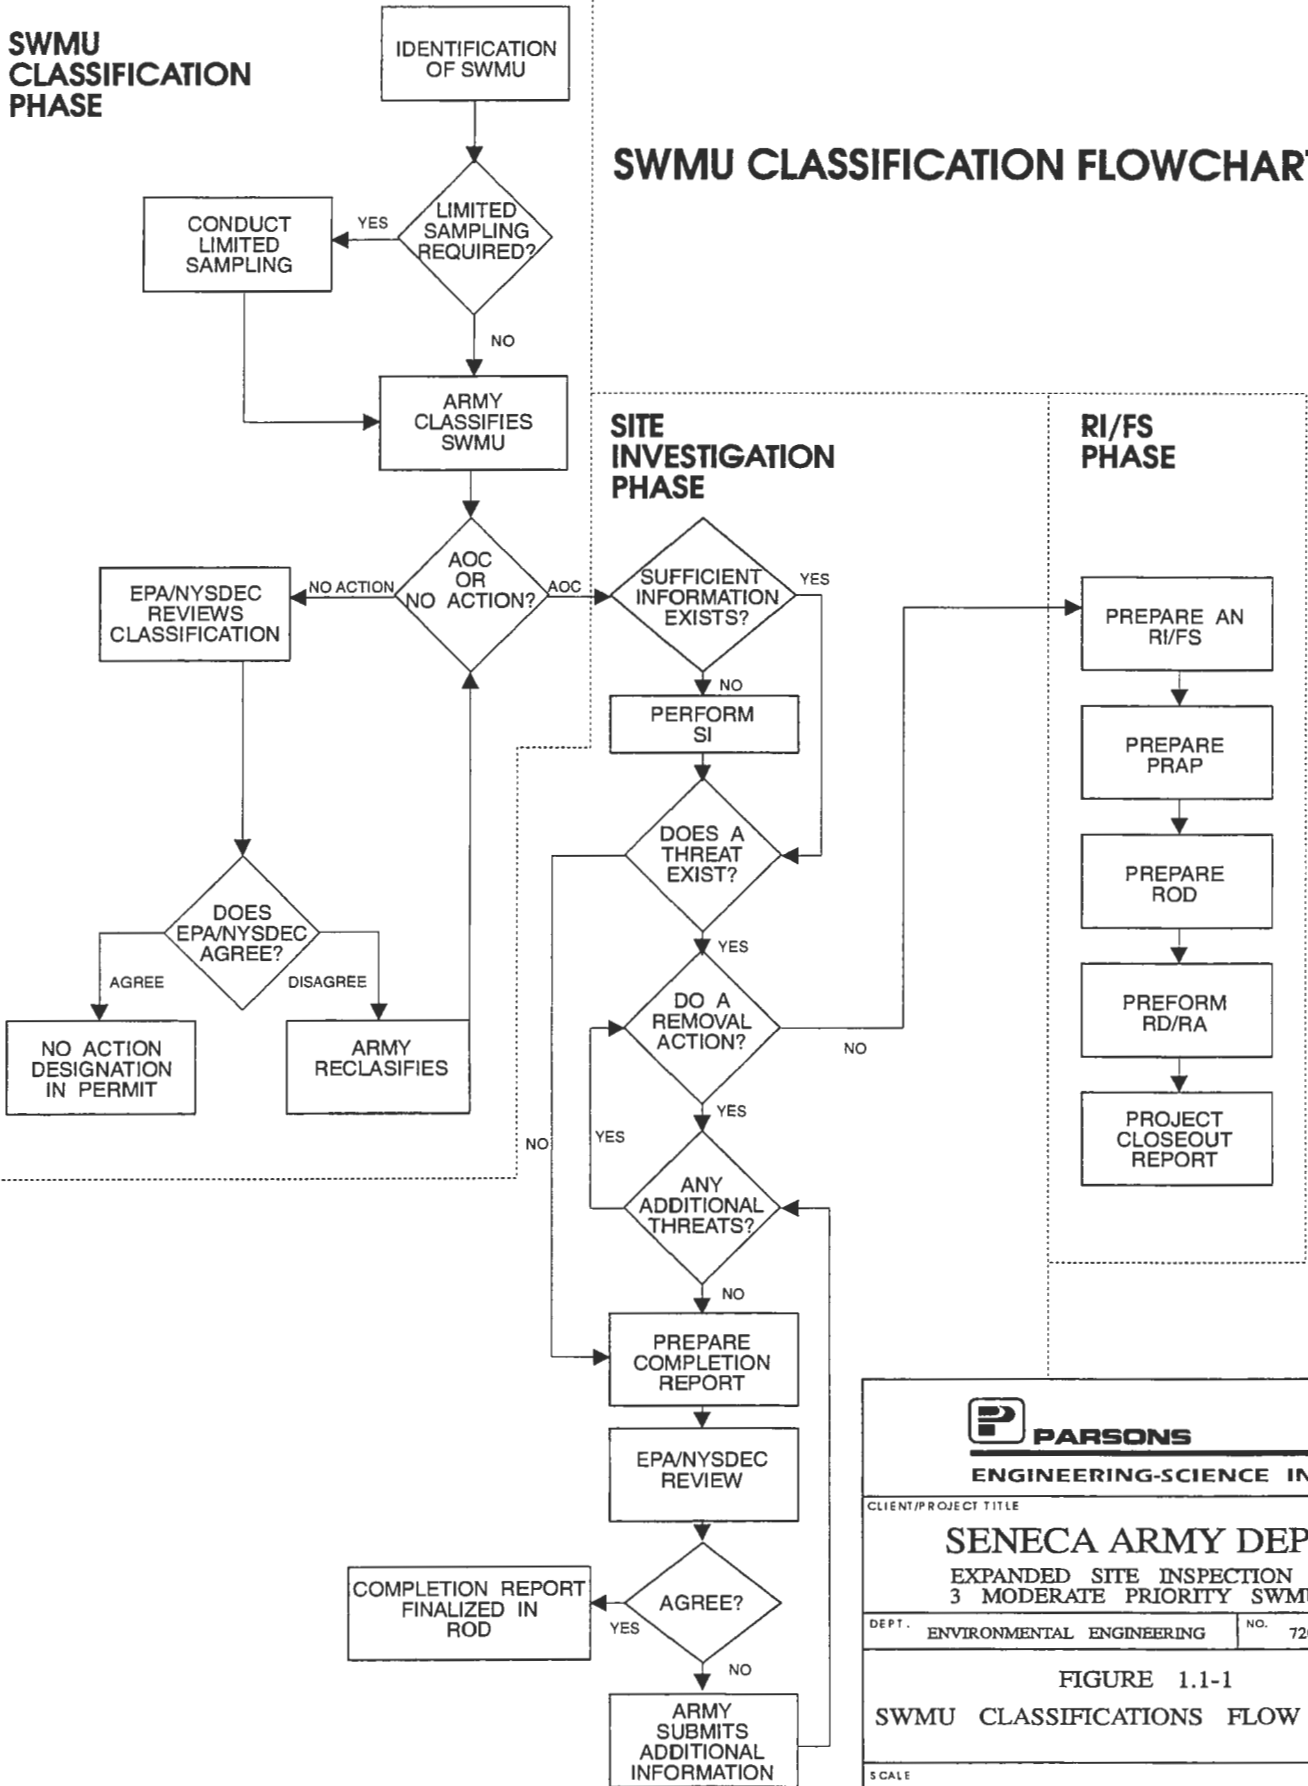 SWMU
CLASSIFICATION
PHASE
IDENTIFICATION
OF SWMU
SWMU CLASSIFICATION FLOWCHART
LIMITED
SAMPLING
REQUIRED?
YES
CONDUCT
LIMITED
SAMPLING
NO
ARMY
CLASSIFIES
SWMU
AOC
OR
NO ACTION?
NO ACTION
AOC
EPA/NYSDEC
REVIEWS
CLASSIFICATION
DOES
EPA/NYSDEC
AGREE?
AGREE
DISAGREE
NO ACTION
DESIGNATION
IN PERMIT
ARMY
RECLASIFIES
SITE
INVESTIGATION
PHASE
SUFFICIENT
INFORMATION
EXISTS?
YES
NO
PERFORM
SI
DOES A
THREAT
EXIST?
YES
NO
DO A
REMOVAL
ACTION?
NO
YES
YES
ANY
ADDITIONAL
THREATS?
NO
PREPARE
COMPLETION
REPORT
EPA/NYSDEC
REVIEW
AGREE?
YES
COMPLETION REPORT
FINALIZED IN
ROD
NO
ARMY
SUBMITS
ADDITIONAL
INFORMATION
RI/FS
PHASE
PREPARE AN
RI/FS
PREPARE
PRAP
PREPARE
ROD
PREFORM
RD/RA
PROJECT
CLOSEOUT
REPORT
PARSONS
ENGINEERING-SCIENCE IN
CLIENT/PROJECT TITLE
SENECA ARMY DEP
EXPANDED SITE INSPECTION
3 MODERATE PRIORITY SWMU
DEPT. ENVIRONMENTAL ENGINEERING NO. 72
FIGURE 1.1-1
SWMU CLASSIFICATIONS FLOW
SCALE